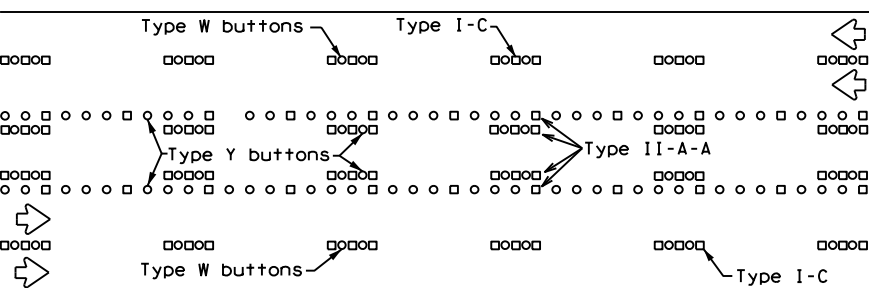 Type W buttons
Type I-C
Type Y buttons
Type II-A-A
Type W buttons
Type I-C